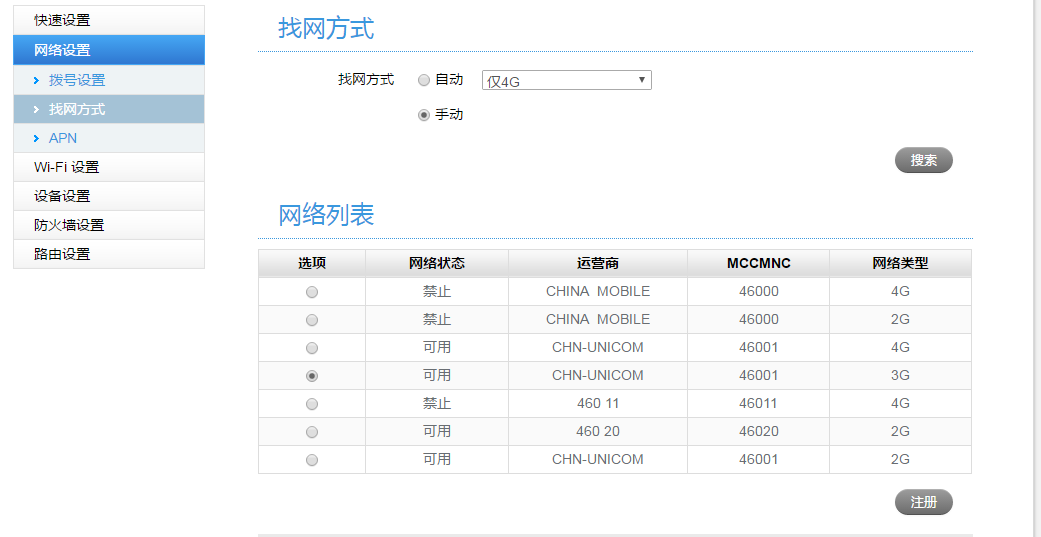 快速设置
网络设置
拨号设置
找网方式
APN
Wi-Fi 设置
设备设置
防火墙设置
路由设置
找网方式
找网方式 自动 仅4G
手动
搜索
网络列表
选项 网络状态 运营商 MCCMNC 网络类型
禁止 CHINA MOBILE 46000 4G
禁止 CHINA MOBILE 46000 2G
可用 CHN-UNICOM 46001 4G
可用 CHN-UNICOM 46001 3G
禁止 460 11 46011 4G
可用 460 20 46020 2G
可用 CHN-UNICOM 46001 2G
注册